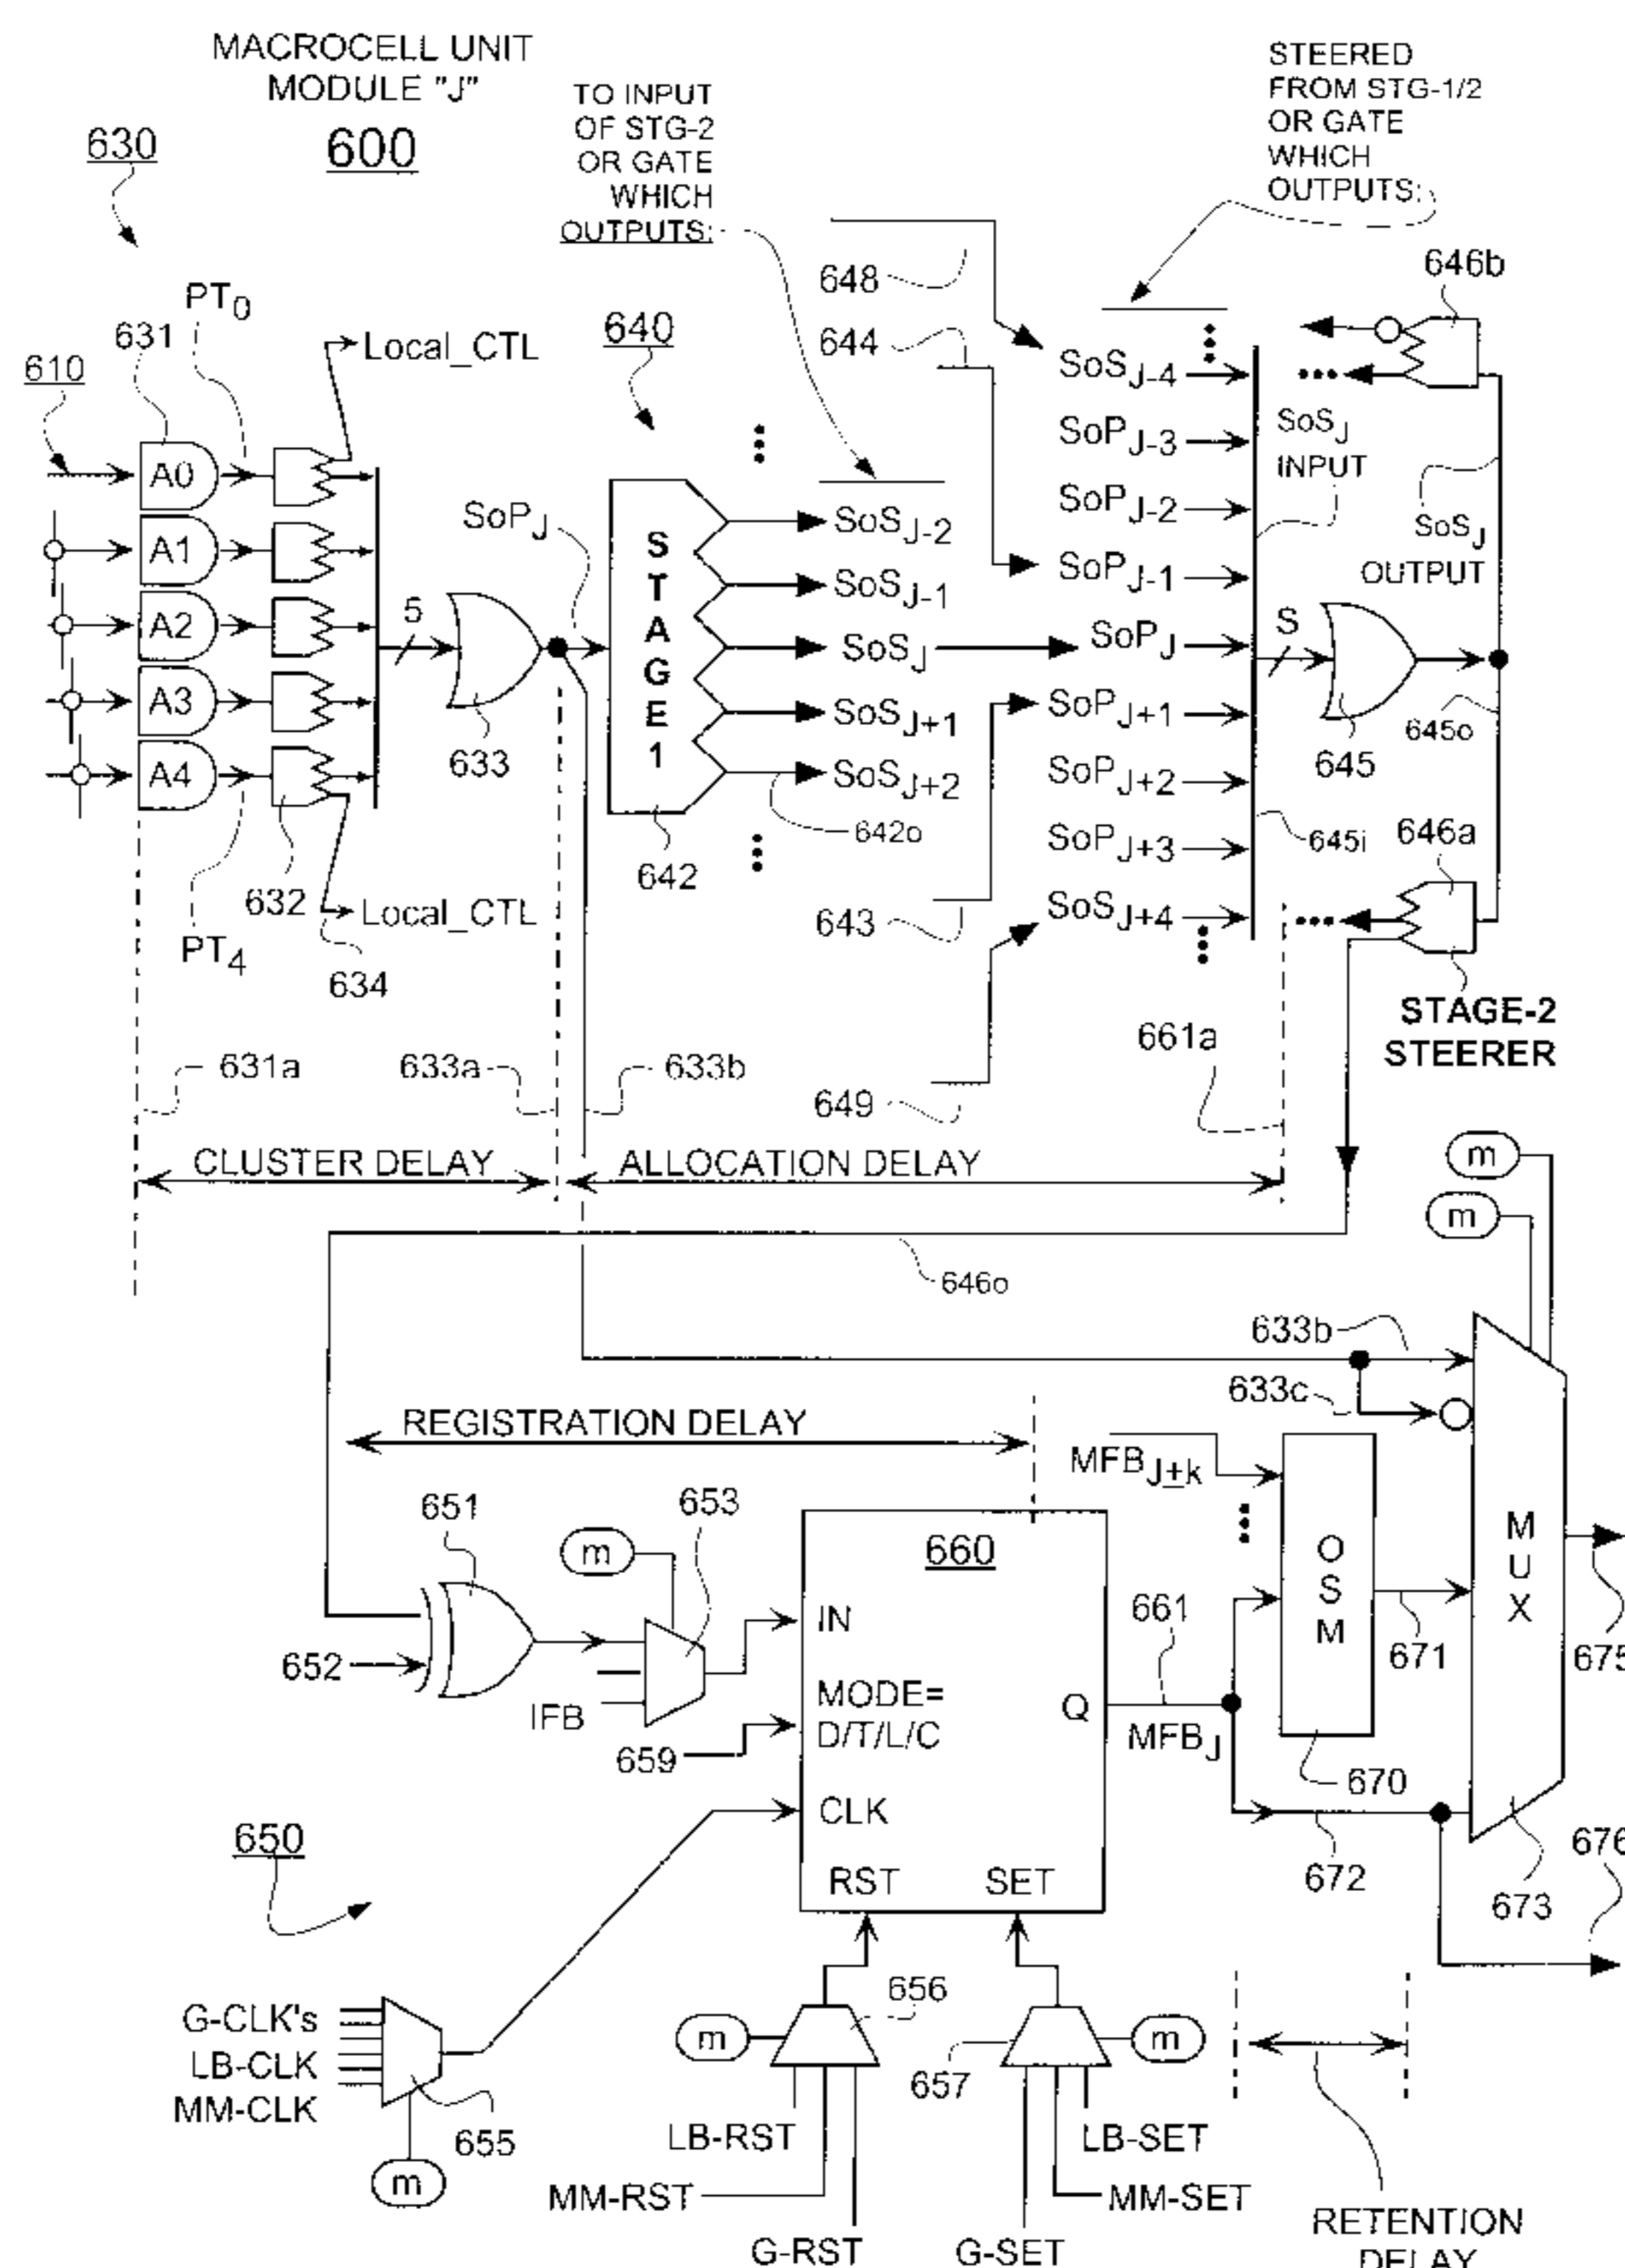 MACROCELL UNIT
MODULE "J"
600
630
TO INPUT
OF STG-2
OR GATE
WHICH
OUTPUTS:
STEERED
FROM STG-1/2
OR GATE
WHICH
OUTPUTS:
648
644
640
646b
PT0
631
610
Local_CTL
A0
A1
A2
A3
A4
5
633
632
PT4
Local_CTL
634
SoPJ
STAGE 1
642
SoSJ-2
SoSJ-1
SoSJ
SoSJ+1
SoSJ+2
642o
SoSJ-4
SoPJ-3
SoPJ-2
SoPJ-1
SoPJ
SoPJ+1
SoPJ+2
SoPJ+3
SoSJ+4
643
649
SoSJ
INPUT
SoSJ
OUTPUT
S
645
645o
645i
646a
STAGE-2
STEERER
661a
631a
633a
633b
CLUSTER DELAY
ALLOCATION DELAY
m
m
646o
633b
633c
REGISTRATION DELAY
MFBJ±k
651
653
m
652
IFB
660
IN
MODE=
D/T/L/C
659
CLK
RST
SET
Q
661
MFBJ
OSM
670
671
672
MUX
673
675
676
650
G-CLK's
LB-CLK
MM-CLK
655
m
656
m
657
m
LB-RST
MM-RST
G-RST
LB-SET
MM-SET
G-SET
RETENTION
DELAY